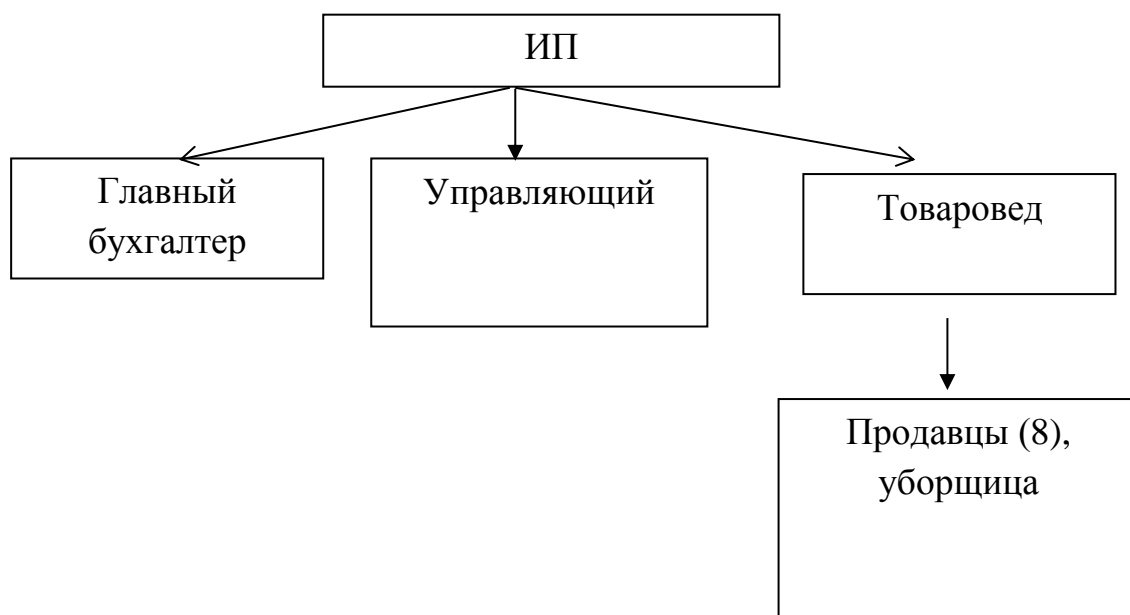 ИП
Главный
бухгалтер
Управляющий
Товаровед
Продавцы (8),
уборщица